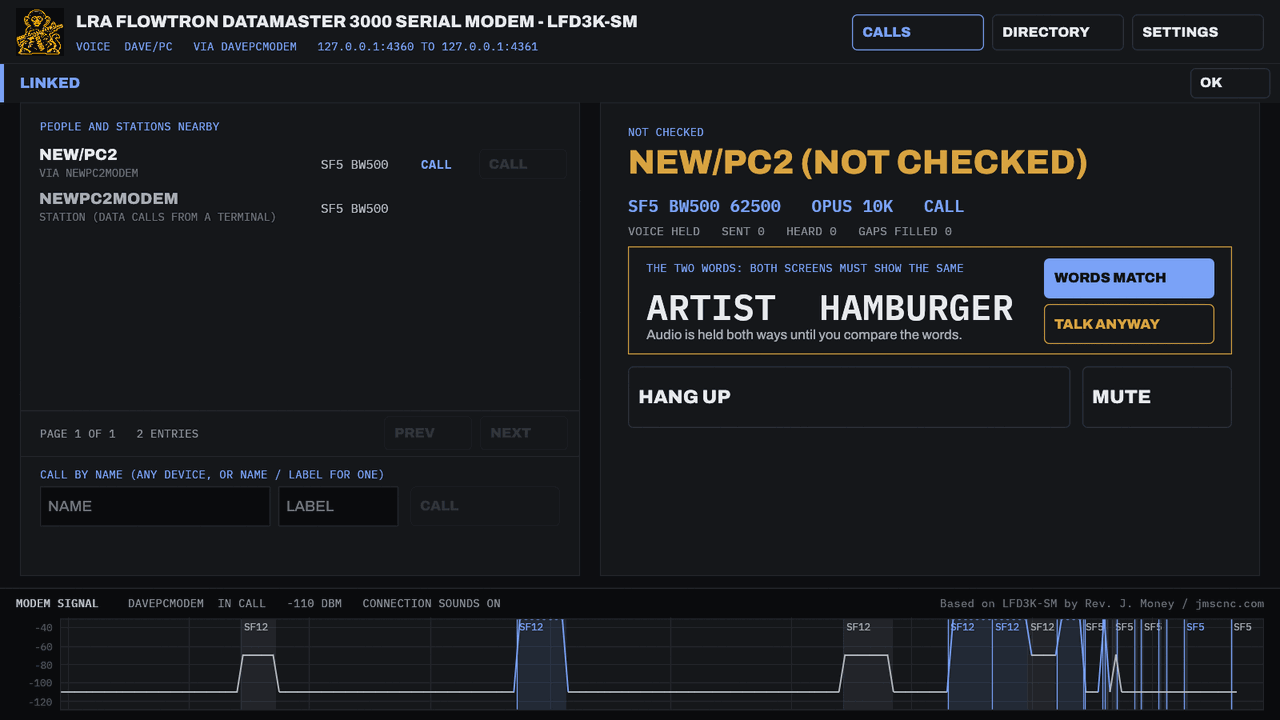 LRA FLOWTRON DATAMASTER 3000 SERIAL MODEM - LFD3K-SM
VOICE DAVE/PC VIA DAVEPCMODEM 127.0.0.1:4360 TO 127.0.0.1:4361
CALLS DIRECTORY SETTINGS
LINKED
OK
PEOPLE AND STATIONS NEARBY
NEW/PC2
VIA NEWPC2MODEM
SF5 BW500 CALL CALL
NEWPC2MODEM
STATION (DATA CALLS FROM A TERMINAL)
SF5 BW500
PAGE 1 OF 1 2 ENTRIES PREV NEXT
CALL BY NAME (ANY DEVICE, OR NAME / LABEL FOR ONE)
NAME LABEL CALL
NOT CHECKED
NEW/PC2 (NOT CHECKED)
SF5 BW500 62500 OPUS 10K CALL
VOICE HELD SENT 0 HEARD 0 GAPS FILLED 0
THE TWO WORDS: BOTH SCREENS MUST SHOW THE SAME
ARTIST HAMBURGER
Audio is held both ways until you compare the words.
WORDS MATCH
TALK ANYWAY
HANG UP MUTE
MODEM SIGNAL DAVEPCMODEM IN CALL -110 DBM CONNECTION SOUNDS ON
Based on LFD3K-SM by Rev. J. Money / jmscnc.com
-40
-60
-80
-100
-120
SF12 SF12 SF12 SF12 SF12 SF12 SF5 SF5 SF5 SF5 SF5